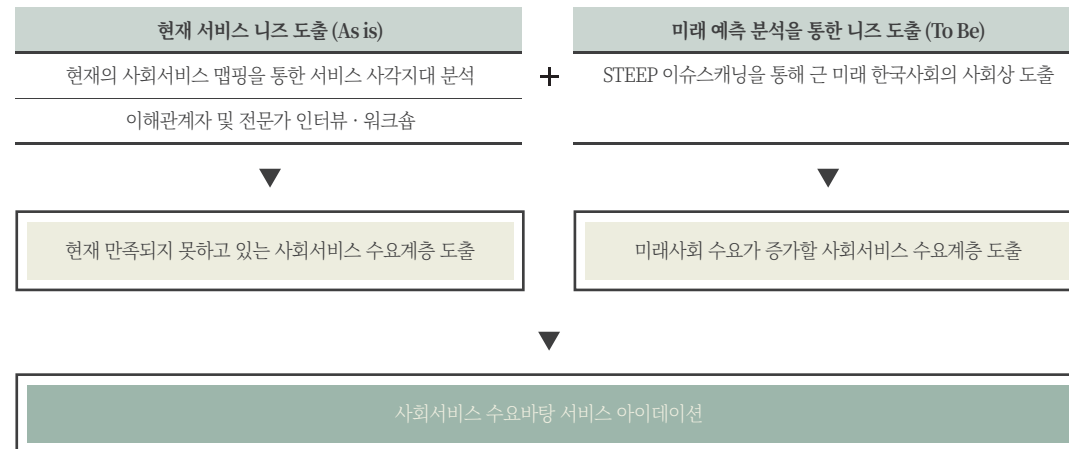 현재 서비스 니즈 도출 (As is)
현재의 사회서비스 맵핑을 통한 서비스 사각지대 분석
이해관계자 및 전문가 인터뷰 · 워크숍
+
미래 예측 분석을 통한 니즈 도출 (To Be)
STEEP 이슈스캐닝을 통해 근 미래 한국사회의 사회상 도출
현재 만족되지 못하고 있는 사회서비스 수요계층 도출
미래사회 수요가 증가할 사회서비스 수요계층 도출
사회서비스 수요바탕 서비스 아이데이션